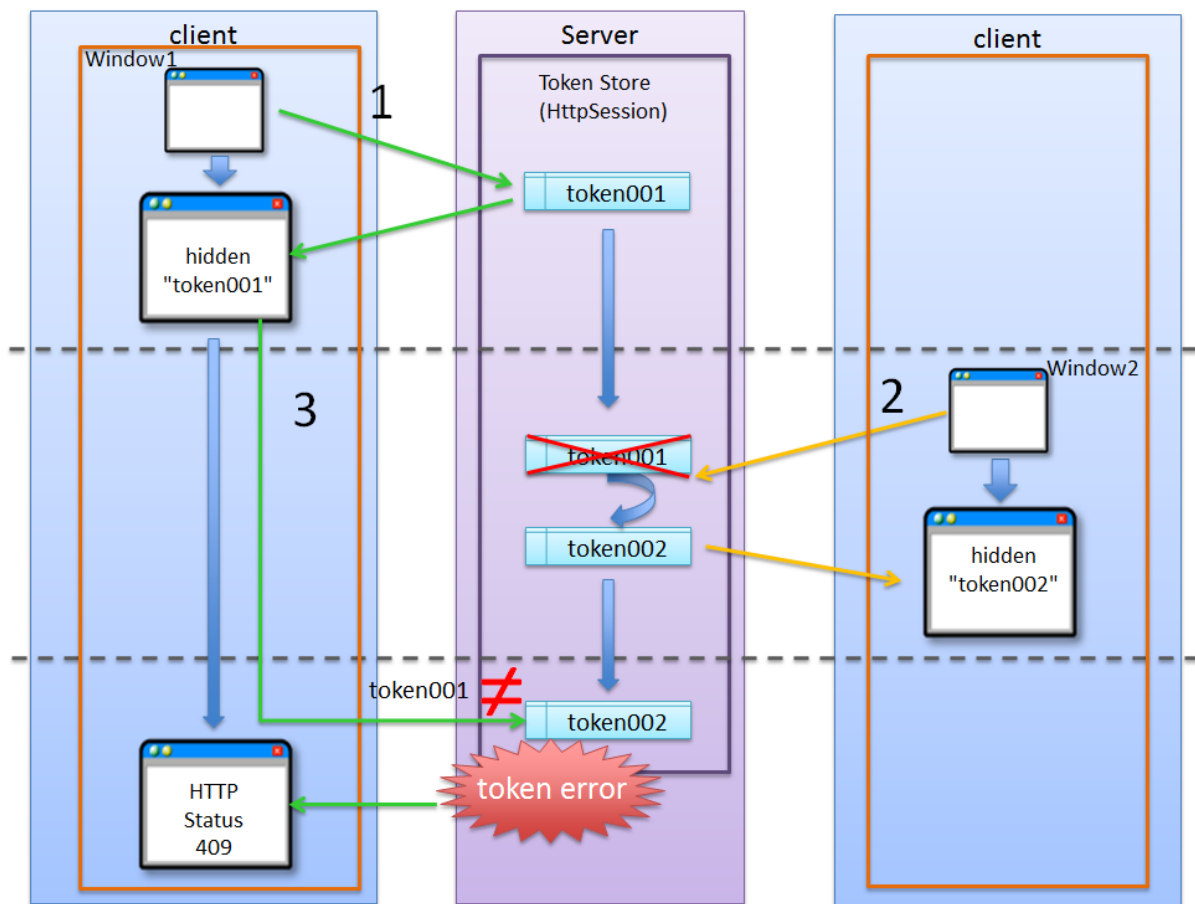 client
Server
client
Window1
Token Store
(HttpSession)
1
token001
hidden
"token001"
Window2
2
3
token001
token002
hidden
"token002"
token001
≠
token002
token error
HTTP
Status
409